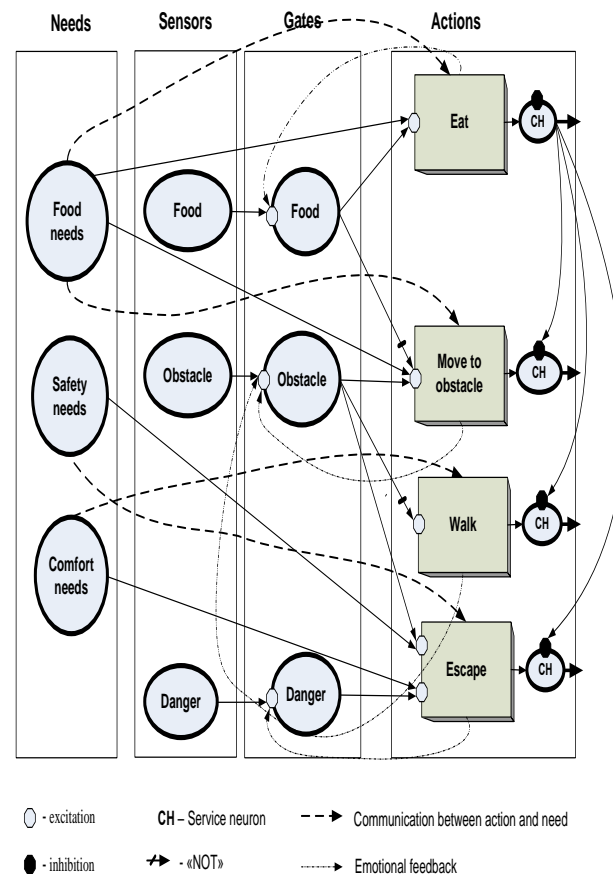 Needs
Sensors
Gates
Actions
Eat
CH
Food
needs
Food
Food
Safety
needs
Obstacle
Obstacle
Move to
obstacle
CH
Walk
CH
Comfort
needs
Danger
Danger
Escape
CH
- excitation
CH – Service neuron
Communication between action and need
- inhibition
- «NOT»
Emotional feedback